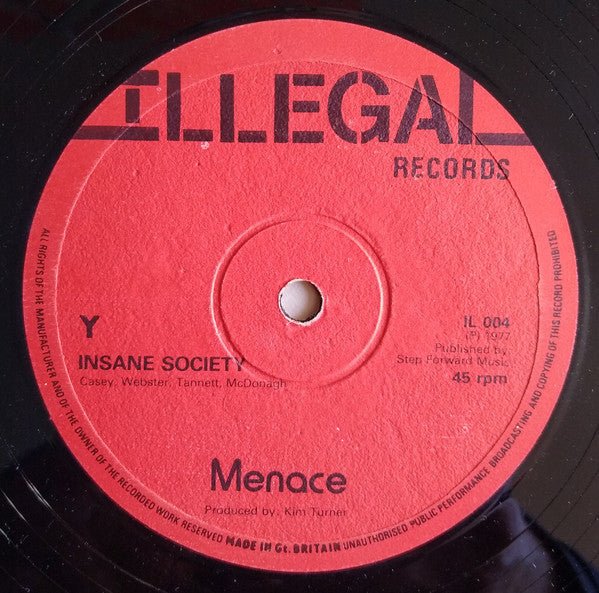 ILLEGAL
RECORDS
Y
INSANE SOCIETY
Casey, Webster, Tannett, McDonagh
IL 004
(P) 1977
Published by
Step Forward Music
45 rpm
Menace
Produced by: Kim Turner
ALL RIGHTS OF THE MANUFACTURER AND OF THE OWNER OF THE RECORDED WORK RESERVED MADE IN Gt. BRITAIN UNAUTHORISED PUBLIC PERFORMANCE BROADCASTING AND COPYING OF THIS RECORD PROHIBITED